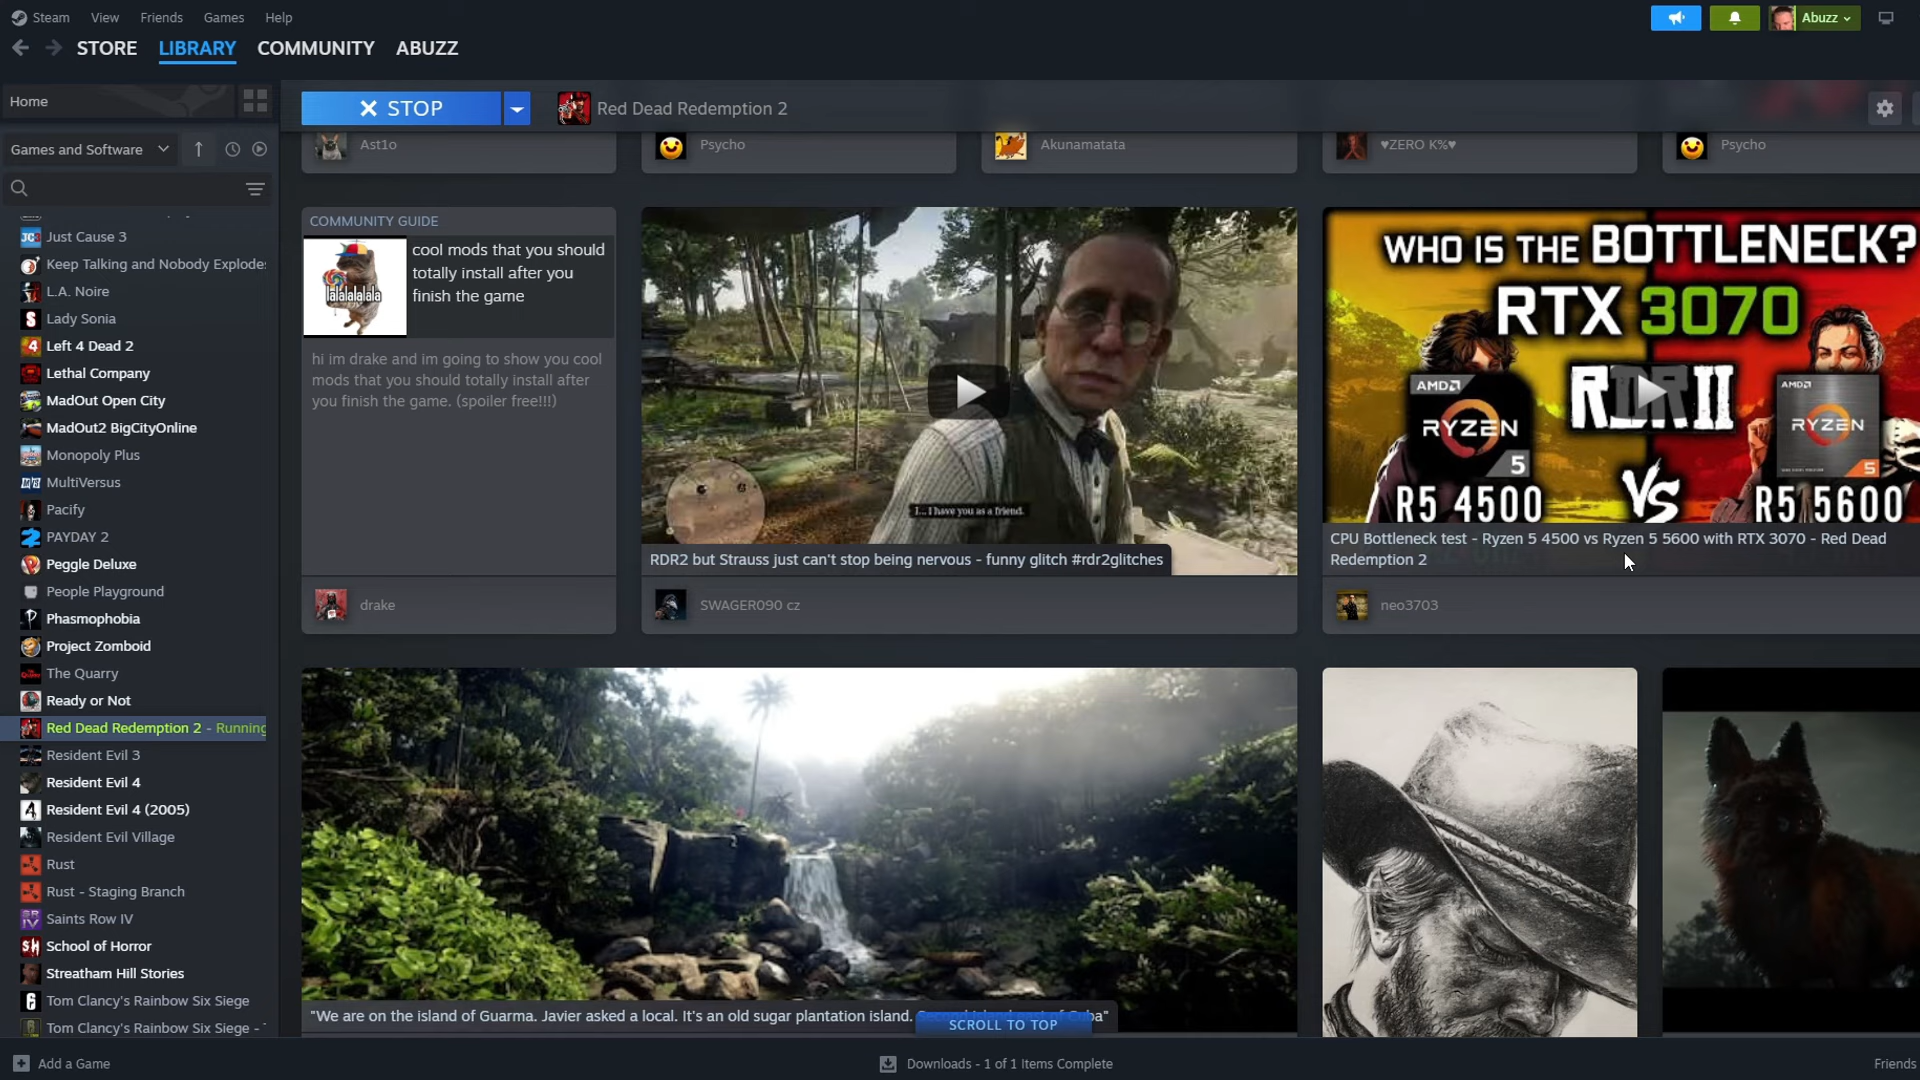 Steam View Friends Games Help
Abuzz
STORE LIBRARY COMMUNITY ABUZZ
Home
STOP
Red Dead Redemption 2
Games and Software
Ast1o
Psycho
Akunamatata
♥ZERO K%♥
Psycho
Just Cause 3
Keep Talking and Nobody Explodes
L.A. Noire
Lady Sonia
Left 4 Dead 2
Lethal Company
MadOut Open City
MadOut2 BigCityOnline
Monopoly Plus
MultiVersus
Pacify
PAYDAY 2
Peggle Deluxe
People Playground
Phasmophobia
Project Zomboid
The Quarry
Ready or Not
Red Dead Redemption 2 - Running
Resident Evil 3
Resident Evil 4
Resident Evil 4 (2005)
Resident Evil Village
Rust
Rust - Staging Branch
Saints Row IV
School of Horror
Streatham Hill Stories
Tom Clancy's Rainbow Six Siege
Tom Clancy's Rainbow Six Siege -
COMMUNITY GUIDE
lalalalalala
cool mods that you should
totally install after you
finish the game
hi im drake and im going to show you cool
mods that you should totally install after
you finish the game. (spoiler free!!!)
drake
I... I have you as a friend.
RDR2 but Strauss just can't stop being nervous - funny glitch #rdr2glitches
SWAGER090 cz
WHO IS THE BOTTLENECK?
RTX 3070
RDRII
AMD
RYZEN
5
AMD
RYZEN
5
R5 4500 VS R5 5600
CPU Bottleneck test - Ryzen 5 4500 vs Ryzen 5 5600 with RTX 3070 - Red Dead
Redemption 2
neo3703
"We are on the island of Guarma. Javier asked a local. It's an old sugar plantation island.
SCROLL TO TOP
Add a Game
Downloads - 1 of 1 Items Complete
Friends